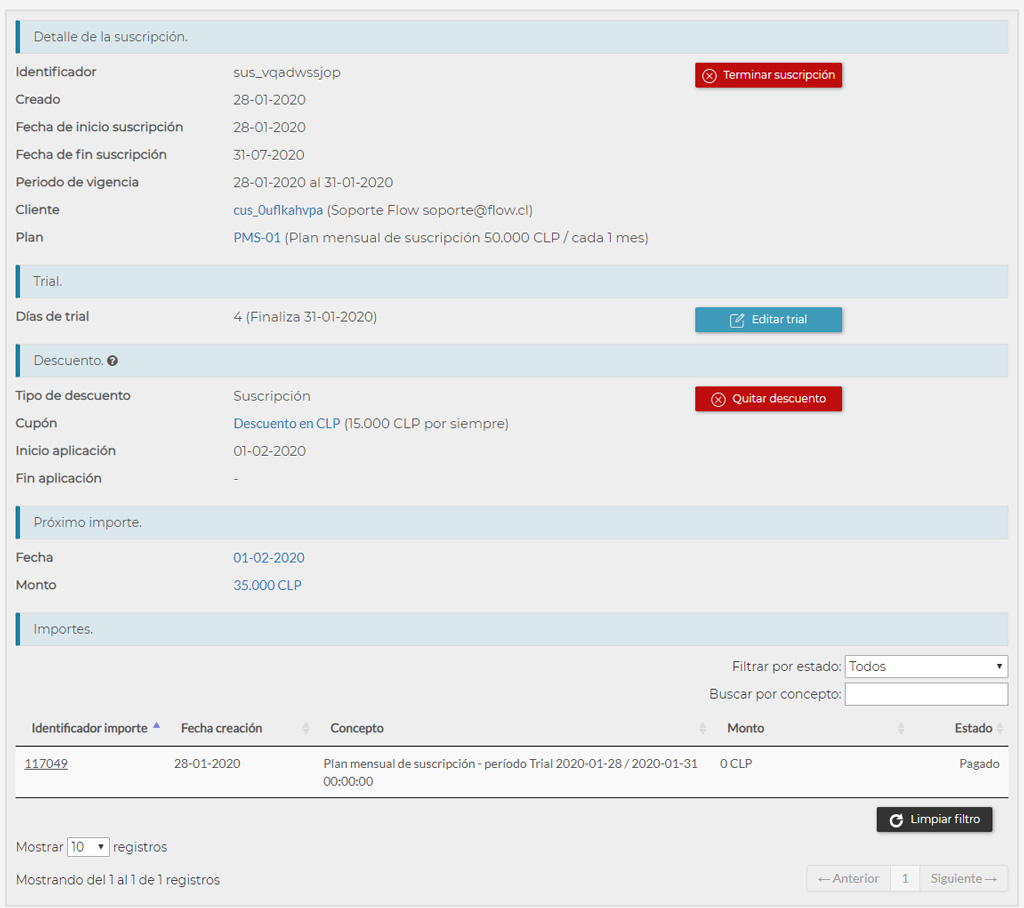 Detalle de la suscripción.
Identificador sus_vqadwssjop Terminar suscripción
Creado 28-01-2020
Fecha de inicio suscripción 28-01-2020
Fecha de fin suscripción 31-07-2020
Periodo de vigencia 28-01-2020 al 31-01-2020
Cliente cus_0uflkahvpa (Soporte Flow soporte@flow.cl)
Plan PMS-01 (Plan mensual de suscripción 50.000 CLP / cada 1 mes)
Trial.
Días de trial 4 (Finaliza 31-01-2020) Editar trial
Descuento. ?
Tipo de descuento Suscripción Quitar descuento
Cupón Descuento en CLP (15.000 CLP por siempre)
Inicio aplicación 01-02-2020
Fin aplicación -
Próximo importe.
Fecha 01-02-2020
Monto 35.000 CLP
Importes.
Filtrar por estado: Todos
Buscar por concepto:
Identificador importe Fecha creación Concepto Monto Estado
117049 28-01-2020 Plan mensual de suscripción - período Trial 2020-01-28 / 2020-01-31 0 CLP Pagado
00:00:00
Limpiar filtro
Mostrar 10 registros
Mostrando del 1 al 1 de 1 registros
← Anterior 1 Siguiente →